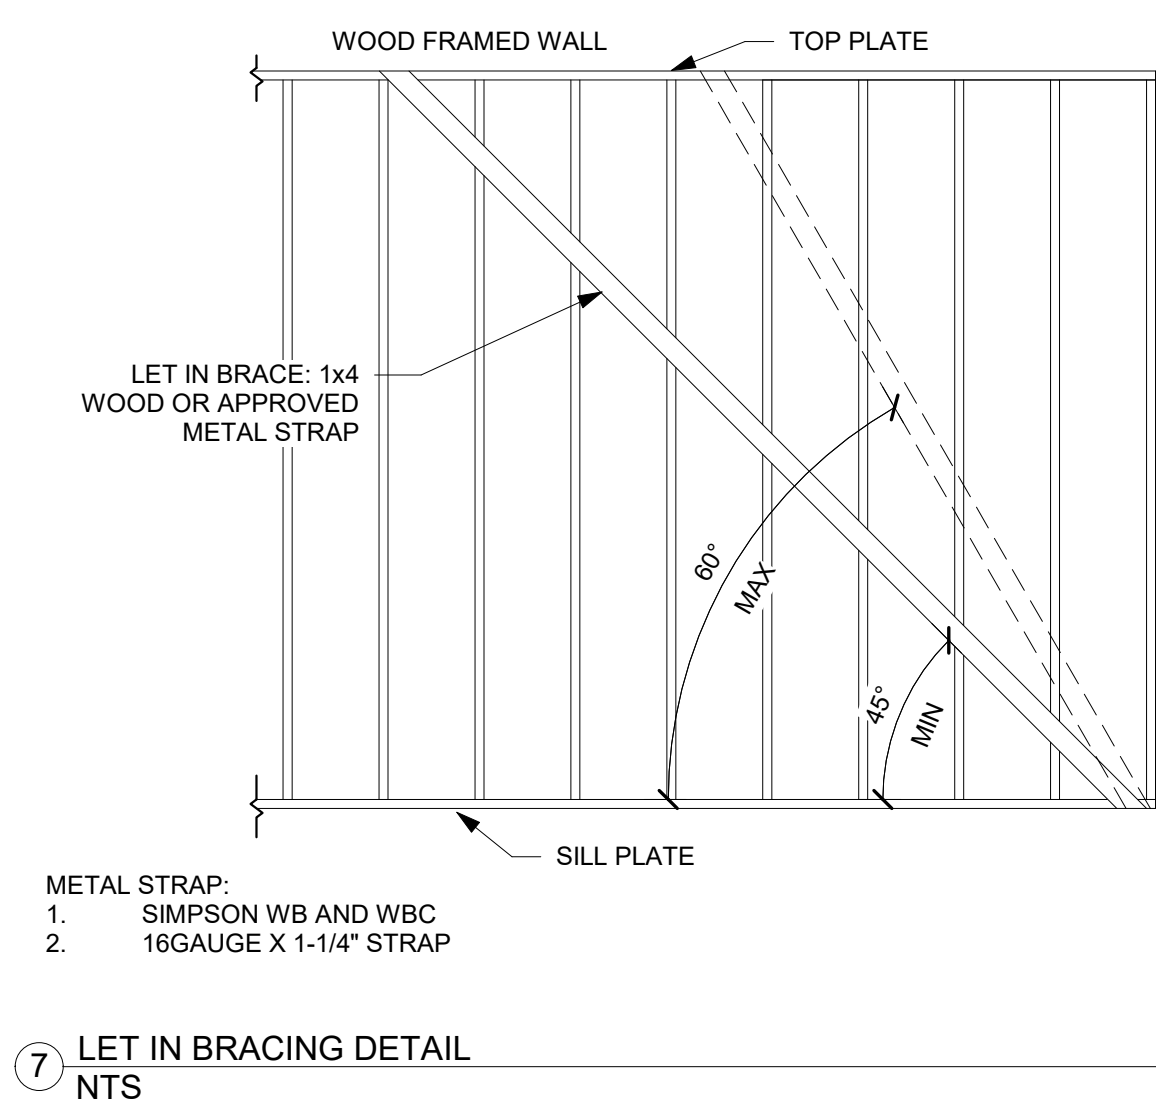 WOOD FRAMED WALL
TOP PLATE
LET IN BRACE: 1x4
WOOD OR APPROVED
METAL STRAP
60°
MAX
45°
MIN
SILL PLATE
METAL STRAP:
1. SIMPSON WB AND WBC
2. 16GAUGE X 1-1/4" STRAP
7
LET IN BRACING DETAIL
NTS